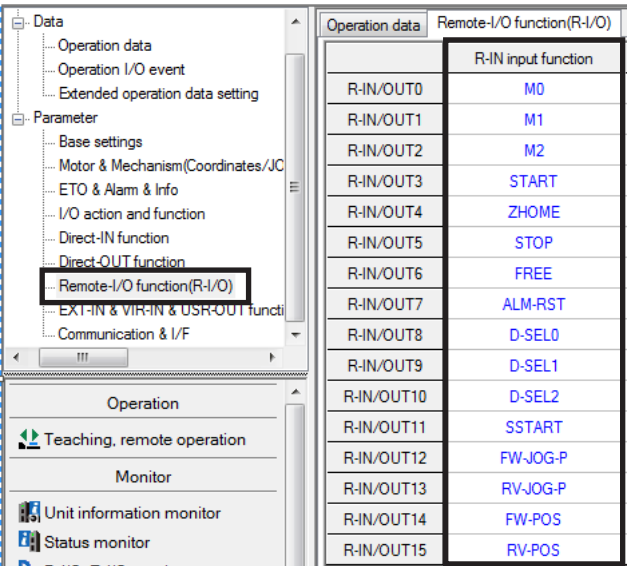 Data
Operation data
Operation I/O event
Extended operation data setting
Parameter
Base settings
Motor & Mechanism(Coordinates/JO
ETO & Alarm & Info
I/O action and function
Direct-IN function
Direct-OUT function
Remote-I/O function(R-I/O)
EXT-IN & VIR-IN & USR-OUT functi
Communication & I/F
Operation
Teaching, remote operation
Monitor
Unit information monitor
Status monitor
Operation data Remote-I/O function(R-I/O)
R-IN input function
R-IN/OUT0 M0
R-IN/OUT1 M1
R-IN/OUT2 M2
R-IN/OUT3 START
R-IN/OUT4 ZHOME
R-IN/OUT5 STOP
R-IN/OUT6 FREE
R-IN/OUT7 ALM-RST
R-IN/OUT8 D-SEL0
R-IN/OUT9 D-SEL1
R-IN/OUT10 D-SEL2
R-IN/OUT11 SSTART
R-IN/OUT12 FW-JOG-P
R-IN/OUT13 RV-JOG-P
R-IN/OUT14 FW-POS
R-IN/OUT15 RV-POS